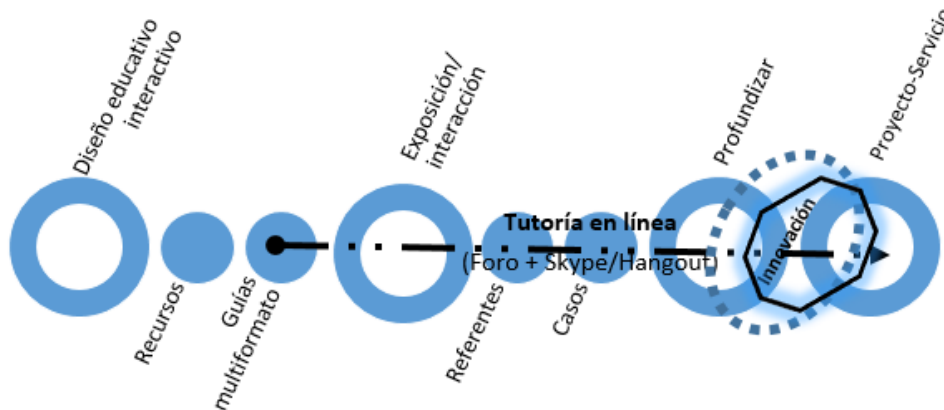 Diseño educativo
interactivo
Recursos
Guías
multiformato
Exposición/
interacción
Tutoría en línea
(Foro + Skype/Hangout)
Referentes
Casos
Profundizar
Innovación
Proyecto-Servicio